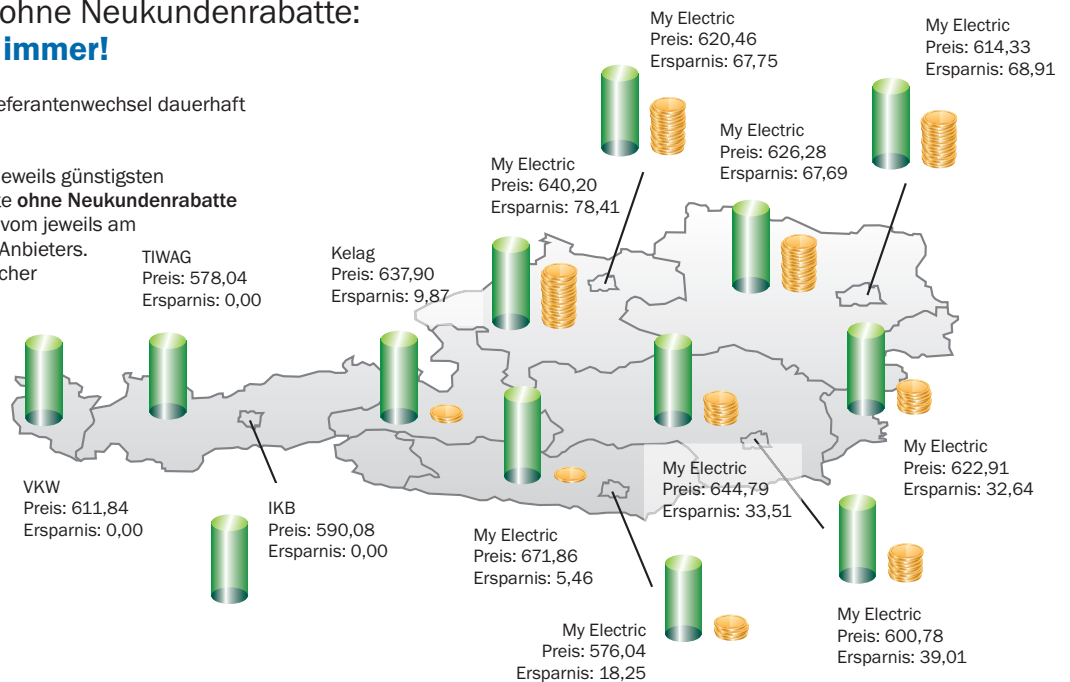 ohne Neukundenrabatte:
immer!
eferantenwechsel dauerhaft
eweils günstigsten
ke ohne Neukundenrabatte
vom jeweils am
Anbieters.
cher
My Electric
Preis: 620,46
Ersparnis: 67,75
My Electric
Preis: 614,33
Ersparnis: 68,91
My Electric
Preis: 626,28
Ersparnis: 67,69
My Electric
Preis: 640,20
Ersparnis: 78,41
TIWAG
Preis: 578,04
Ersparnis: 0,00
Kelag
Preis: 637,90
Ersparnis: 9,87
VKW
Preis: 611,84
Ersparnis: 0,00
IKB
Preis: 590,08
Ersparnis: 0,00
My Electric
Preis: 671,86
Ersparnis: 5,46
My Electric
Preis: 644,79
Ersparnis: 33,51
My Electric
Preis: 622,91
Ersparnis: 32,64
My Electric
Preis: 576,04
Ersparnis: 18,25
My Electric
Preis: 600,78
Ersparnis: 39,01